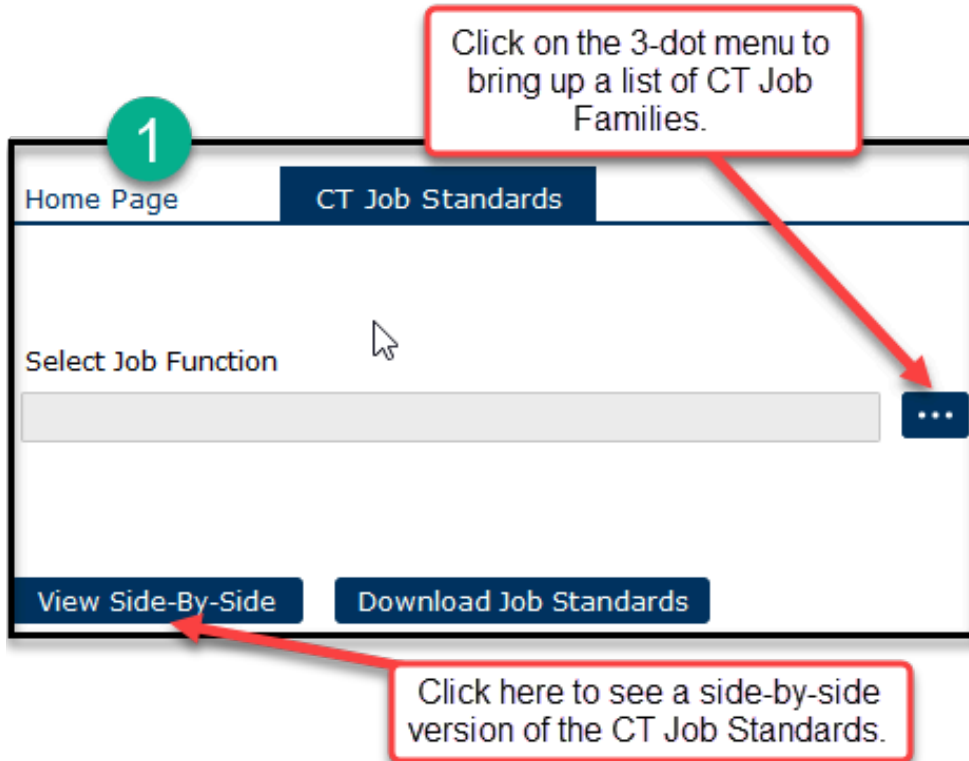 Click on the 3-dot menu to
bring up a list of CT Job
Families.
1
Home Page
CT Job Standards
Select Job Function
View Side-By-Side
Download Job Standards
Click here to see a side-by-side
version of the CT Job Standards.